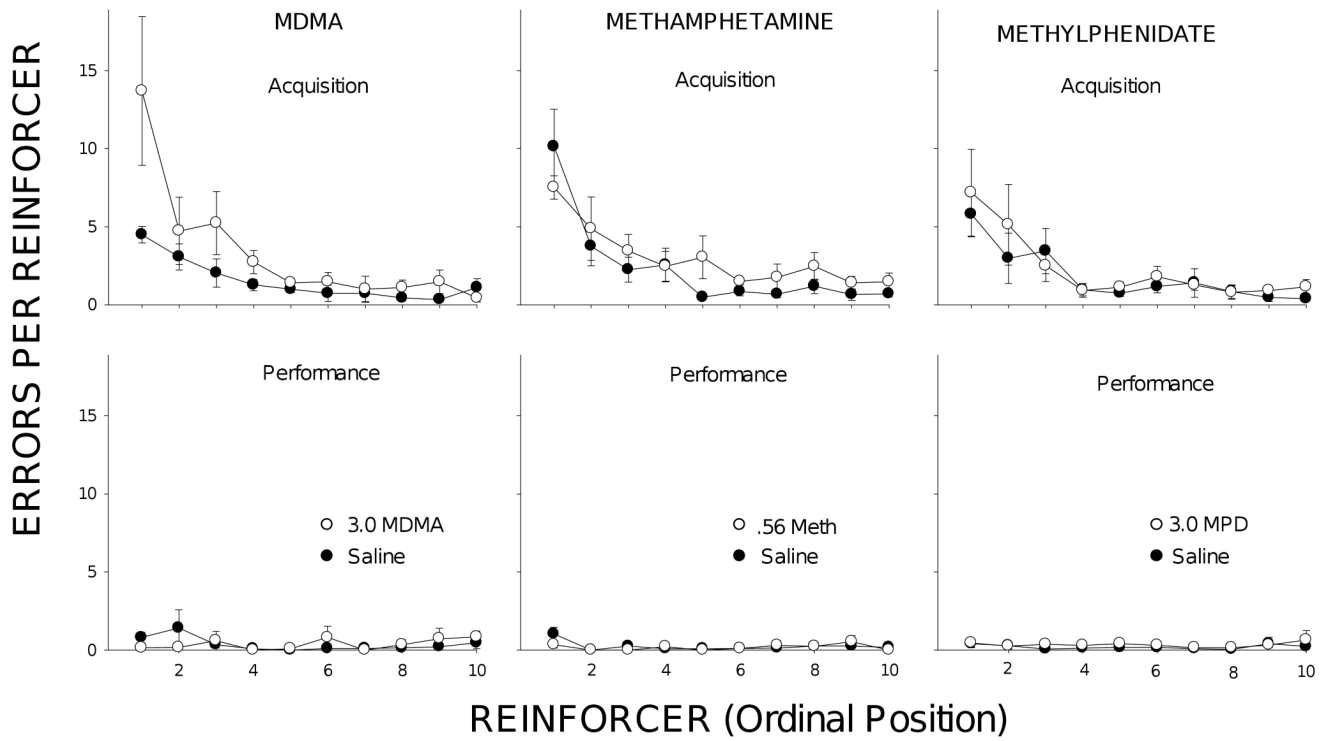 MDMA
METHAMPHETAMINE
METHYLPHENIDATE
Acquisition
Acquisition
Acquisition
15
10
5
0
ERRORS PER REINFORCER
Performance
Performance
Performance
15
10
5
0
3.0 MDMA
Saline
.56 Meth
Saline
3.0 MPD
Saline
2 4 6 8 10
2 4 6 8 10
2 4 6 8 10
REINFORCER (Ordinal Position)